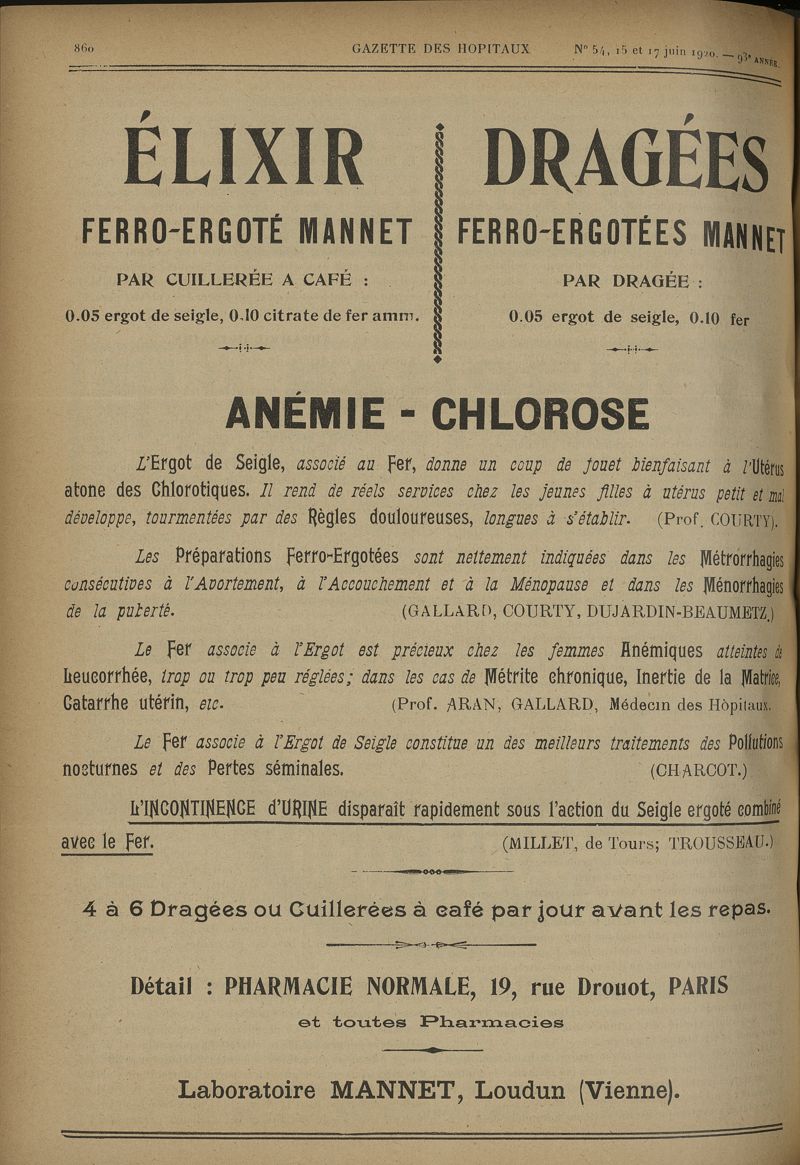 860 GAZETTE DES HOPITAUX N° 54, 15 et 17 juin 1920. — 93e ANNÉE.
ÉLIXIR
FERRO-ERGOTÉ MANNET
PAR CUILLERÉE A CAFÉ :
0.05 ergot de seigle, 0.10 citrate de fer amm.
DRAGÉES
FERRO-ERGOTÉES MANNET
PAR DRAGÉE :
0.05 ergot de seigle, 0.10 fer
ANÉMIE - CHLOROSE
L'Ergot de Seigle, associé au Fer, donne un coup de fouet bienfaisant à l'Utérus
atone des Chlorotiques. Il rend de réels services chez les jeunes filles à utérus petit et mal
développe, tourmentées par des Règles douloureuses, longues à s'établir. (Prof. COURTY).
Les Préparations Ferro-Ergotées sont nettement indiquées dans les Métrorrhagies
consécutives à l'Avortement, à l'Accouchement et à la Ménopause et dans les Ménorrhagies
de la puberté. (GALLARD, COURTY, DUJARDIN-BEAUMETZ.)
Le Fer associe à l'Ergot est précieux chez les femmes Anémiques atteintes de
Leucorrhée, trop ou trop peu réglées; dans les cas de Métrite chronique, Inertie de la Matrice,
Catarrhe utérin, etc. (Prof. ARAN, GALLARD, Médecin des Hôpitaux.
Le Fer associe à l'Ergot de Seigle constitue un des meilleurs traitements des Pollutions
nocturnes et des Pertes séminales. (CHARCOT.)
L'INCONTINENCE d'URINE disparaît rapidement sous l'action du Seigle ergoté combiné
avec le Fer. (MILLET, de Tours; TROUSSEAU.)
4 à 6 Dragées ou Cuillerées à café par jour avant les repas.
Détail : PHARMACIE NORMALE, 19, rue Drouot, PARIS
et toutes Pharmacies
Laboratoire MANNET, Loudun (Vienne).